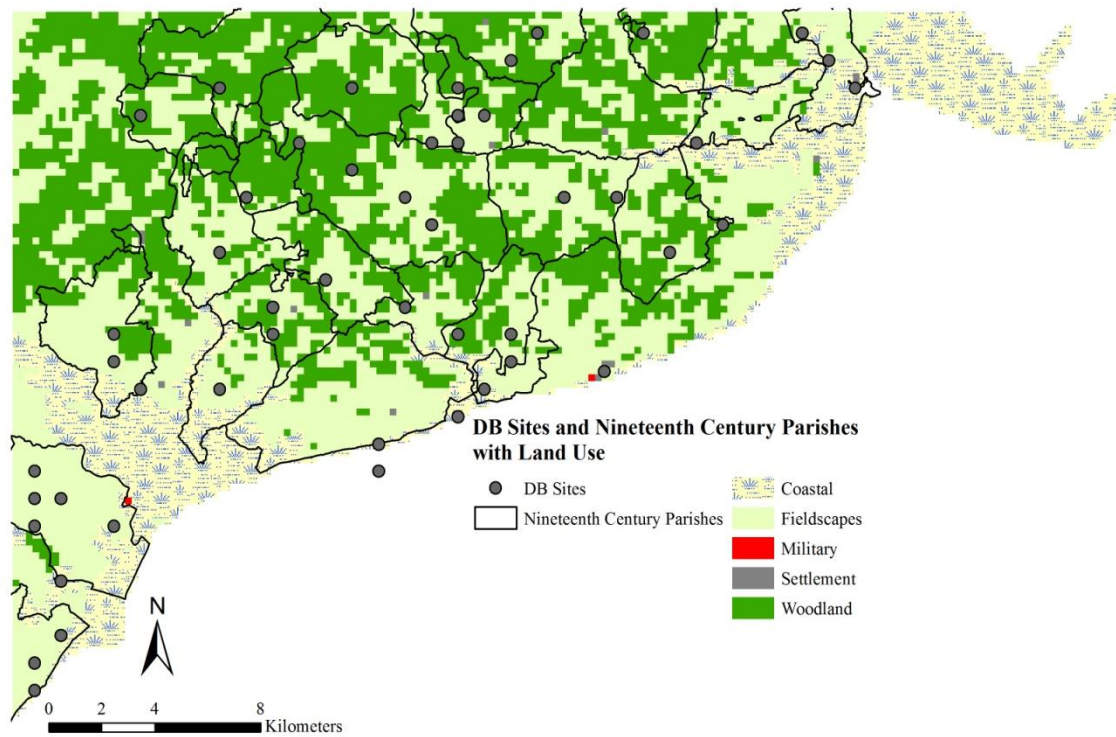 DB Sites and Nineteenth Century Parishes
with Land Use
DB Sites
Nineteenth Century Parishes
Coastal
Fieldscapes
Military
Settlement
Woodland
N
0 2 4 8
Kilometers